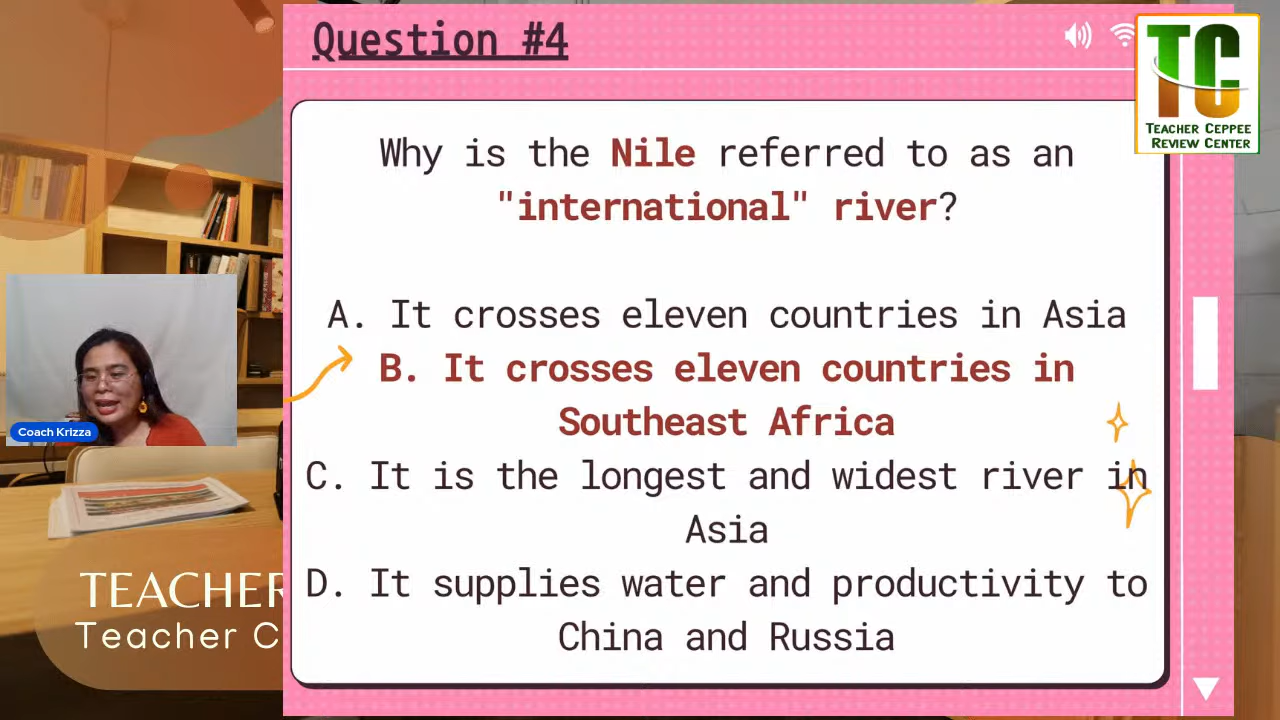 Question #4
TC
TEACHER CEPPEE
REVIEW CENTER
Why is the Nile referred to as an
"international" river?
A. It crosses eleven countries in Asia
B. It crosses eleven countries in
Southeast Africa
C. It is the longest and widest river in
Asia
D. It supplies water and productivity to
China and Russia
Coach Krizza
TEACHER
Teacher C